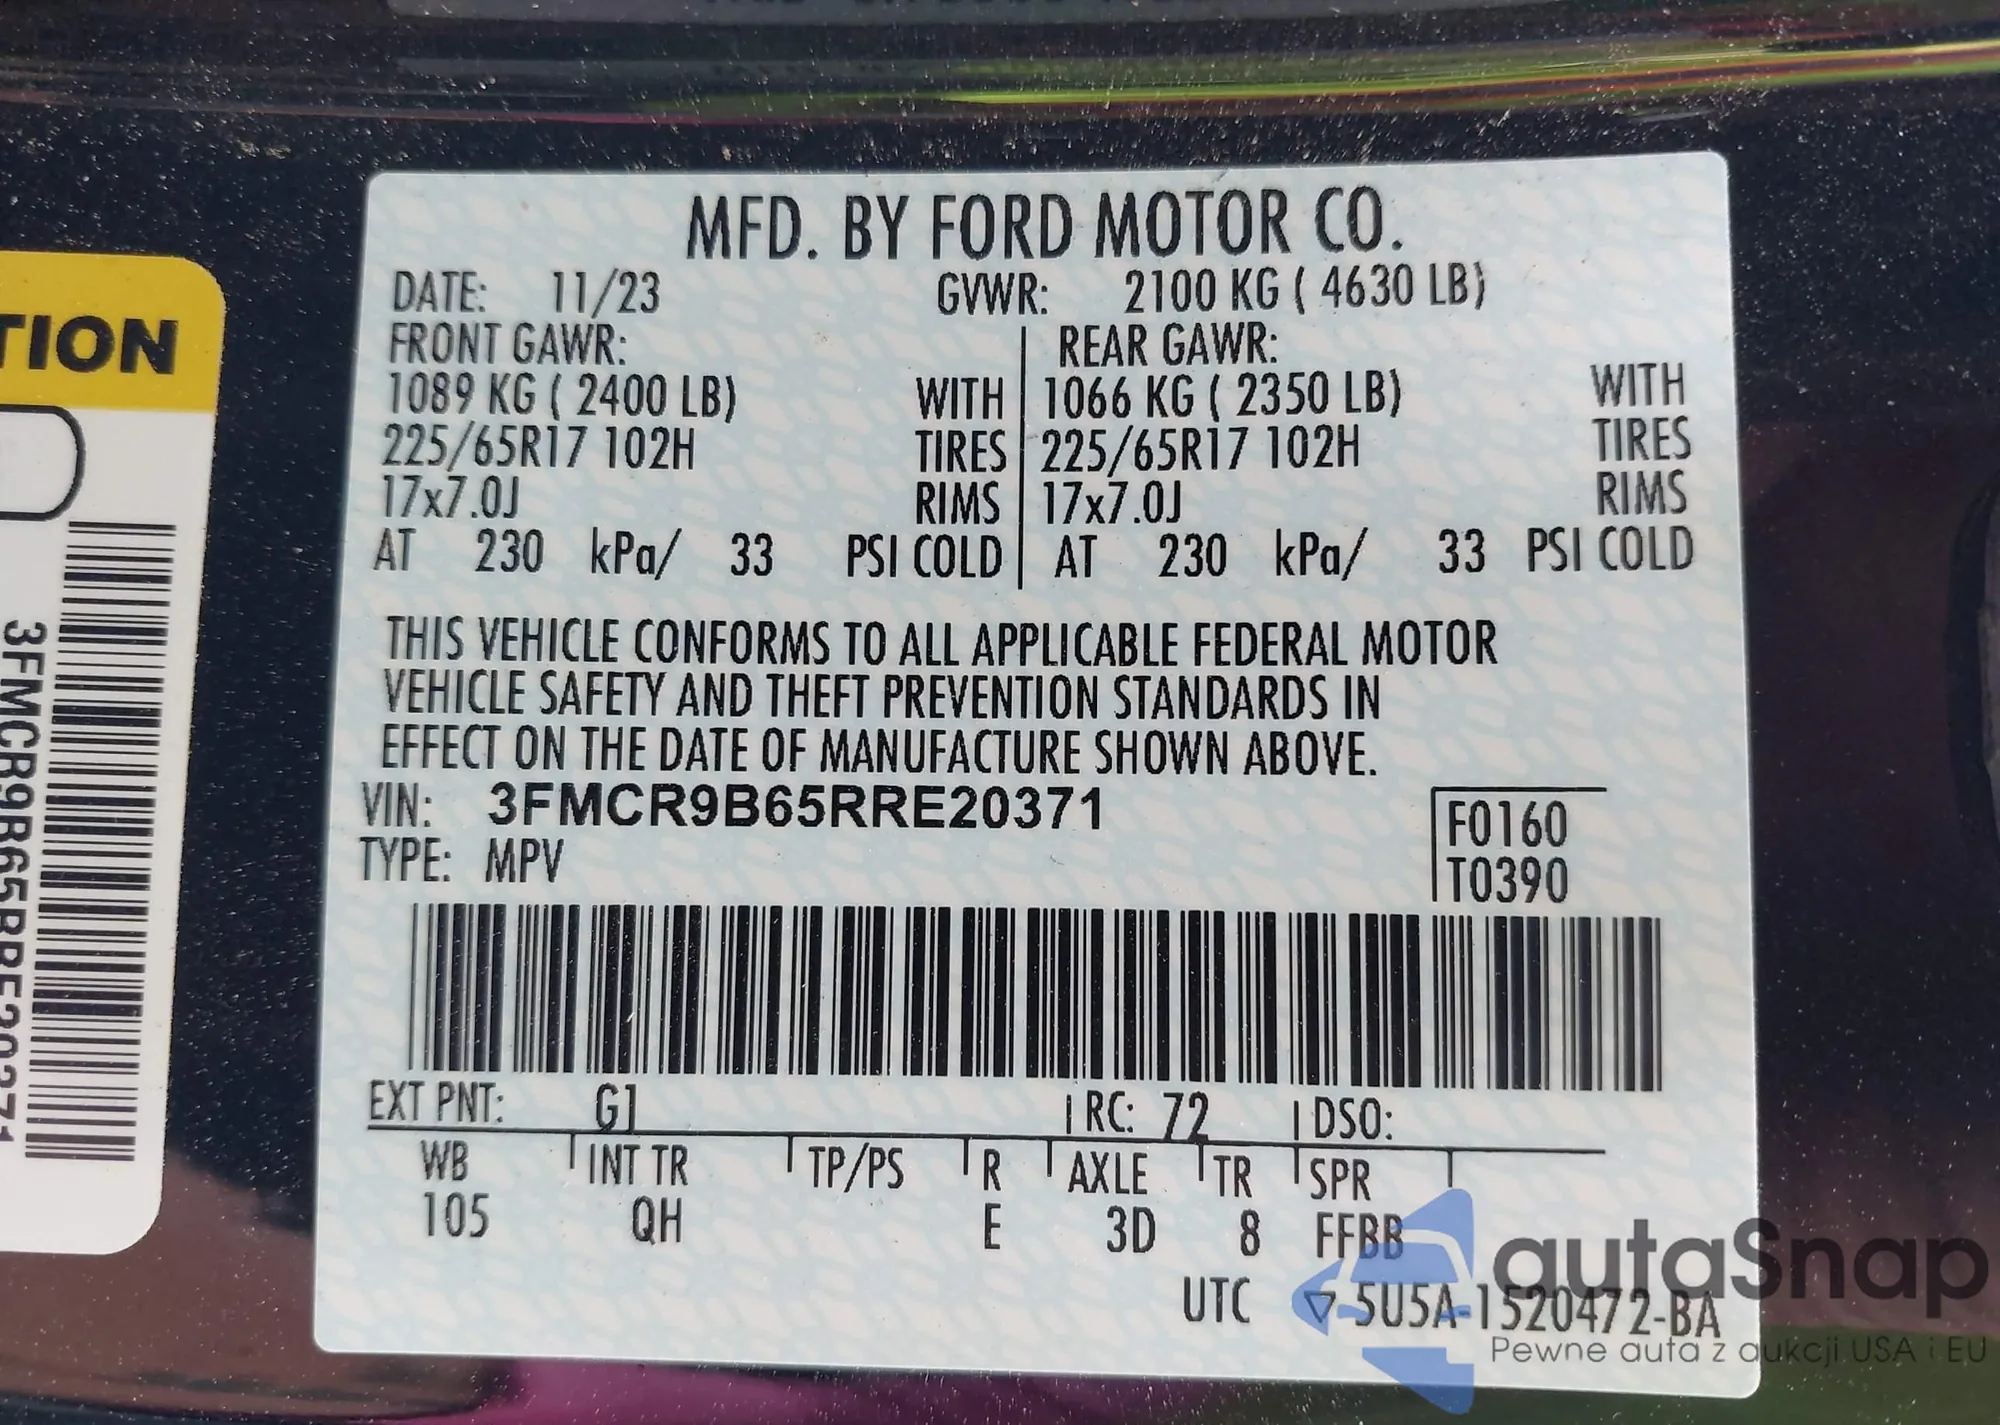 MFD. BY FORD MOTOR CO.
DATE: 11/23 GVWR: 2100 KG ( 4630 LB)
FRONT GAWR: REAR GAWR:
1089 KG ( 2400 LB) WITH 1066 KG ( 2350 LB) WITH
225/65R17 102H TIRES 225/65R17 102H TIRES
17x7.0J RIMS 17x7.0J RIMS
AT 230 kPa/ 33 PSI COLD AT 230 kPa/ 33 PSI COLD
THIS VEHICLE CONFORMS TO ALL APPLICABLE FEDERAL MOTOR
VEHICLE SAFETY AND THEFT PREVENTION STANDARDS IN
EFFECT ON THE DATE OF MANUFACTURE SHOWN ABOVE.
VIN: 3FMCR9B65RRE20371
TYPE: MPV
F0160
T0390
EXT PNT: G1 RC: 72 DSO:
WB INT TR TP/PS R AXLE TR SPR
105 QH E 3D 8 FFBB
UTC ▽ 5U5A-1520472-BA
TION
3FMCR9B65RRE20371
autaSnap
Pewne auta z aukcji USA i EU